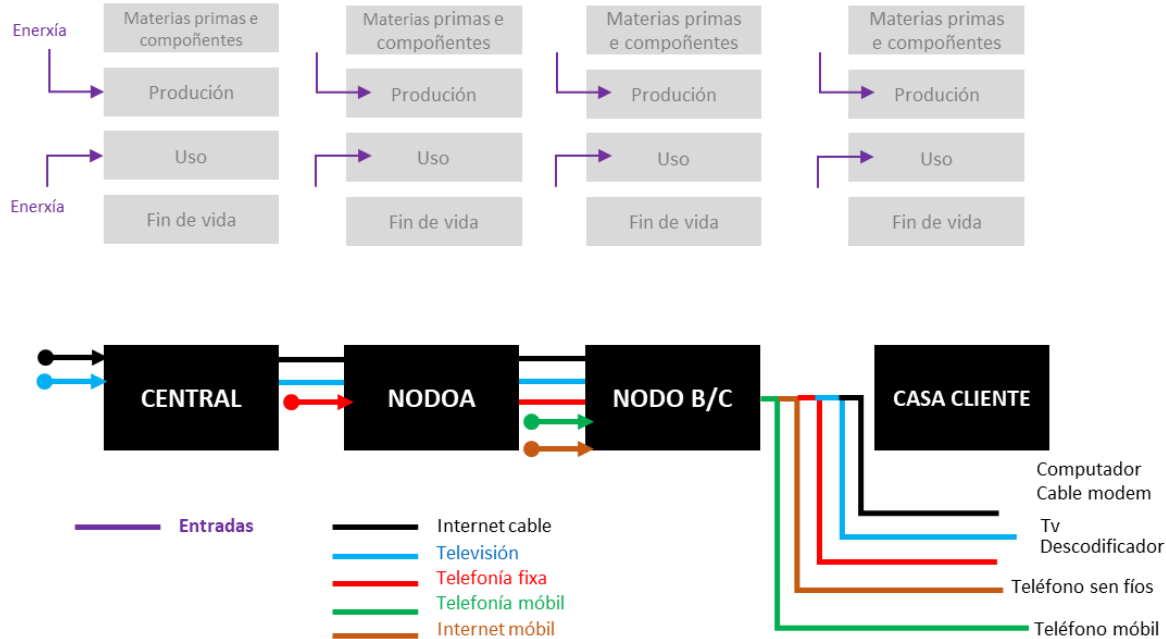 Enerxía
Materias primas e
compoñentes
Produción
Uso
Enerxía
Fin de vida
Materias primas e
compoñentes
Produción
Uso
Fin de vida
Materias primas
e compoñentes
Produción
Uso
Fin de vida
Materias primas
e compoñentes
Produción
Uso
Fin de vida
CENTRAL
NODOA
NODO B/C
CASA CLIENTE
Computador
Cable modem
Tv
Descodificador
Teléfono sen fíos
Teléfono móbil
Entradas
Internet cable
Televisión
Telefonía fixa
Telefonía móbil
Internet móbil